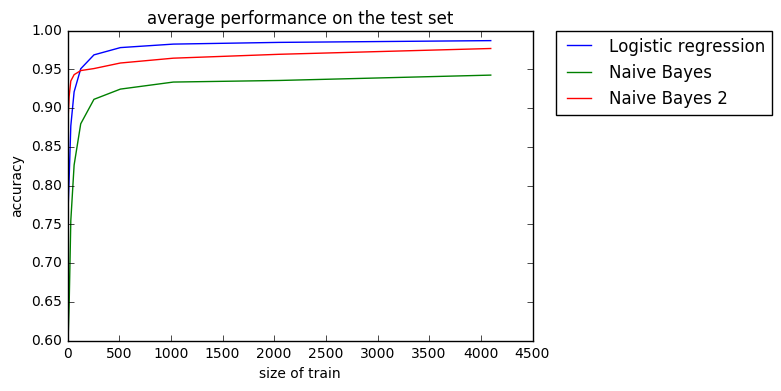 average performance on the test set
accuracy
1.00
0.95
0.90
0.85
0.80
0.75
0.70
0.65
0.60
0 500 1000 1500 2000 2500 3000 3500 4000 4500
size of train
Logistic regression
Naive Bayes
Naive Bayes 2